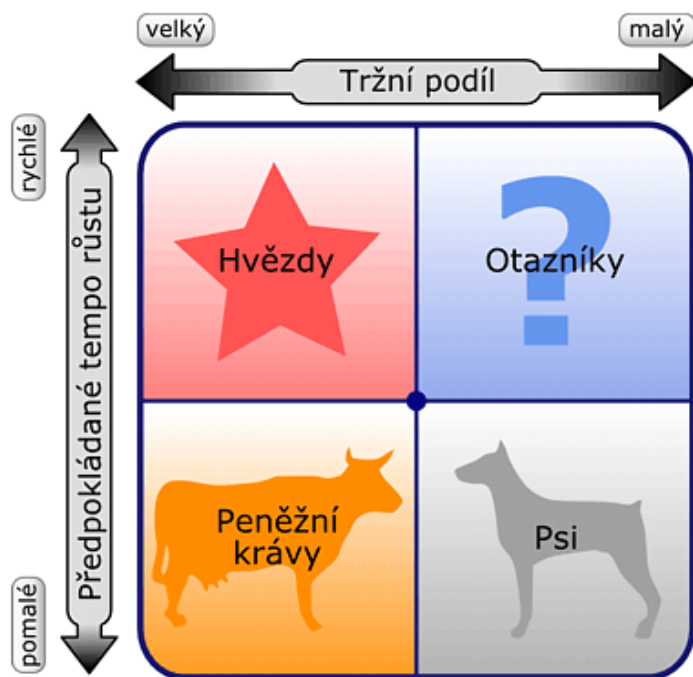 velký
malý
Tržní podíl
rychlé
Předpokládané tempo růstu
pomalé
Hvězdy
Otazníky
Peněžní
krávy
Psi